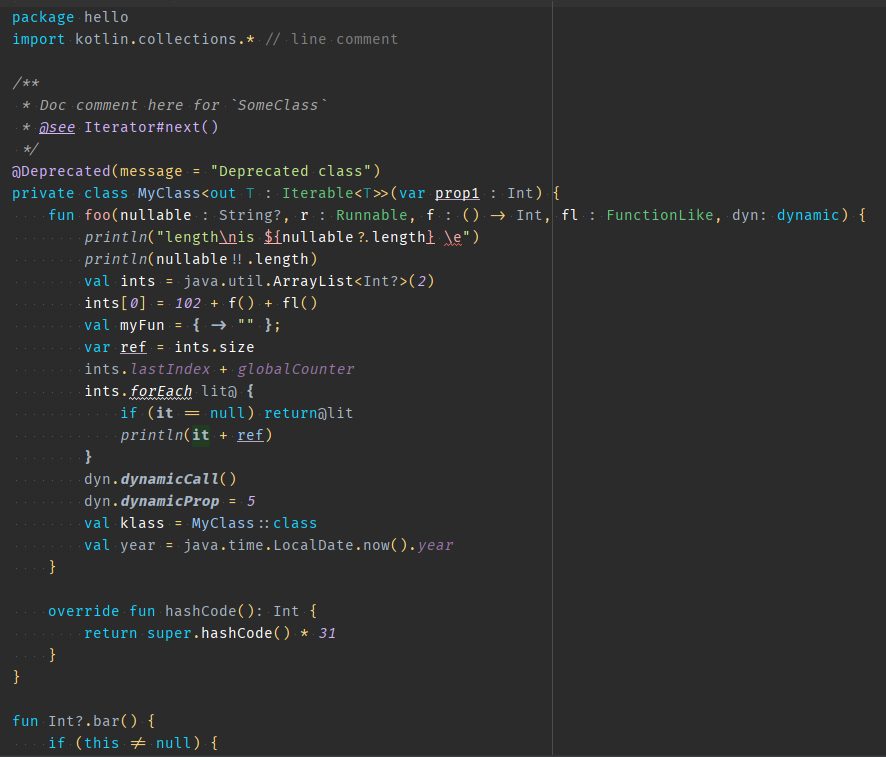 package hello
import kotlin.collections.* // line comment

/**
 * Doc comment here for `SomeClass`
 * @see Iterator#next()
 */
@Deprecated(message = "Deprecated class")
private class MyClass<out T : Iterable<T>>(var prop1 : Int) {
    fun foo(nullable : String?, r : Runnable, f : () -> Int, fl : FunctionLike, dyn: dynamic) {
        println("length\nis ${nullable?.length} \e")
        println(nullable!!.length)
        val ints = java.util.ArrayList<Int?>(2)
        ints[0] = 102 + f() + fl()
        val myFun = { -> "" };
        var ref = ints.size
        ints.lastIndex + globalCounter
        ints.forEach lit@ {
            if (it == null) return@lit
            println(it + ref)
        }
        dyn.dynamicCall()
        dyn.dynamicProp = 5
        val klass = MyClass::class
        val year = java.time.LocalDate.now().year
    }

    override fun hashCode(): Int {
        return super.hashCode() * 31
    }
}

fun Int?.bar() {
    if (this != null) {